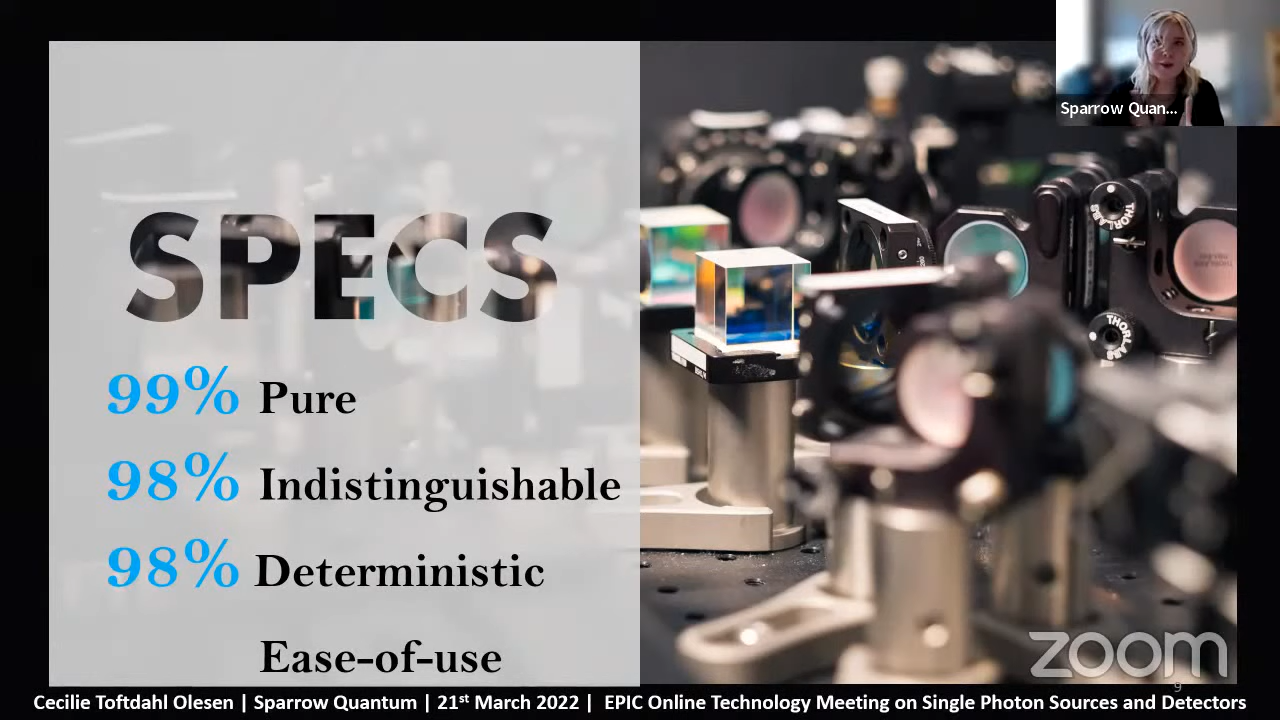 Sparrow Quan...
SPECS
99% Pure
98% Indistinguishable
98% Deterministic
Ease-of-use
THORLABS
THORLABS
zoom
9
Cecilie Toftdahl Olesen | Sparrow Quantum | 21st March 2022 | EPIC Online Technology Meeting on Single Photon Sources and Detectors